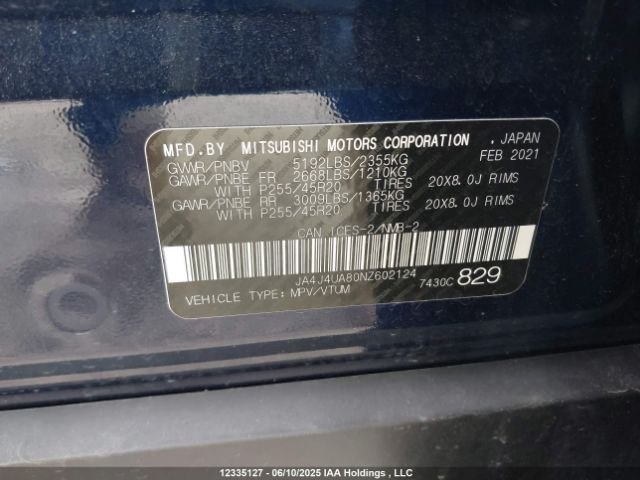 MFD.BY MITSUBISHI MOTORS CORPORATION , JAPAN
GVWR/PNBV 5192LBS/2355KG FEB 2021
GAWR/PNBE FR 2668LBS/1210KG
WITH P255/45R20 TIRES 20X8.0J RIMS
GAWR/PNBE RR 3009LBS/1365KG
WITH P255/45R20 TIRES 20X8.0J RIMS
CAN ICES-2/NMB-2
JA4J4UA80NZ602124
VEHICLE TYPE: MPV/VTUM 7430C 829
12335127 - 06/10/2025 IAA Holdings , LLC